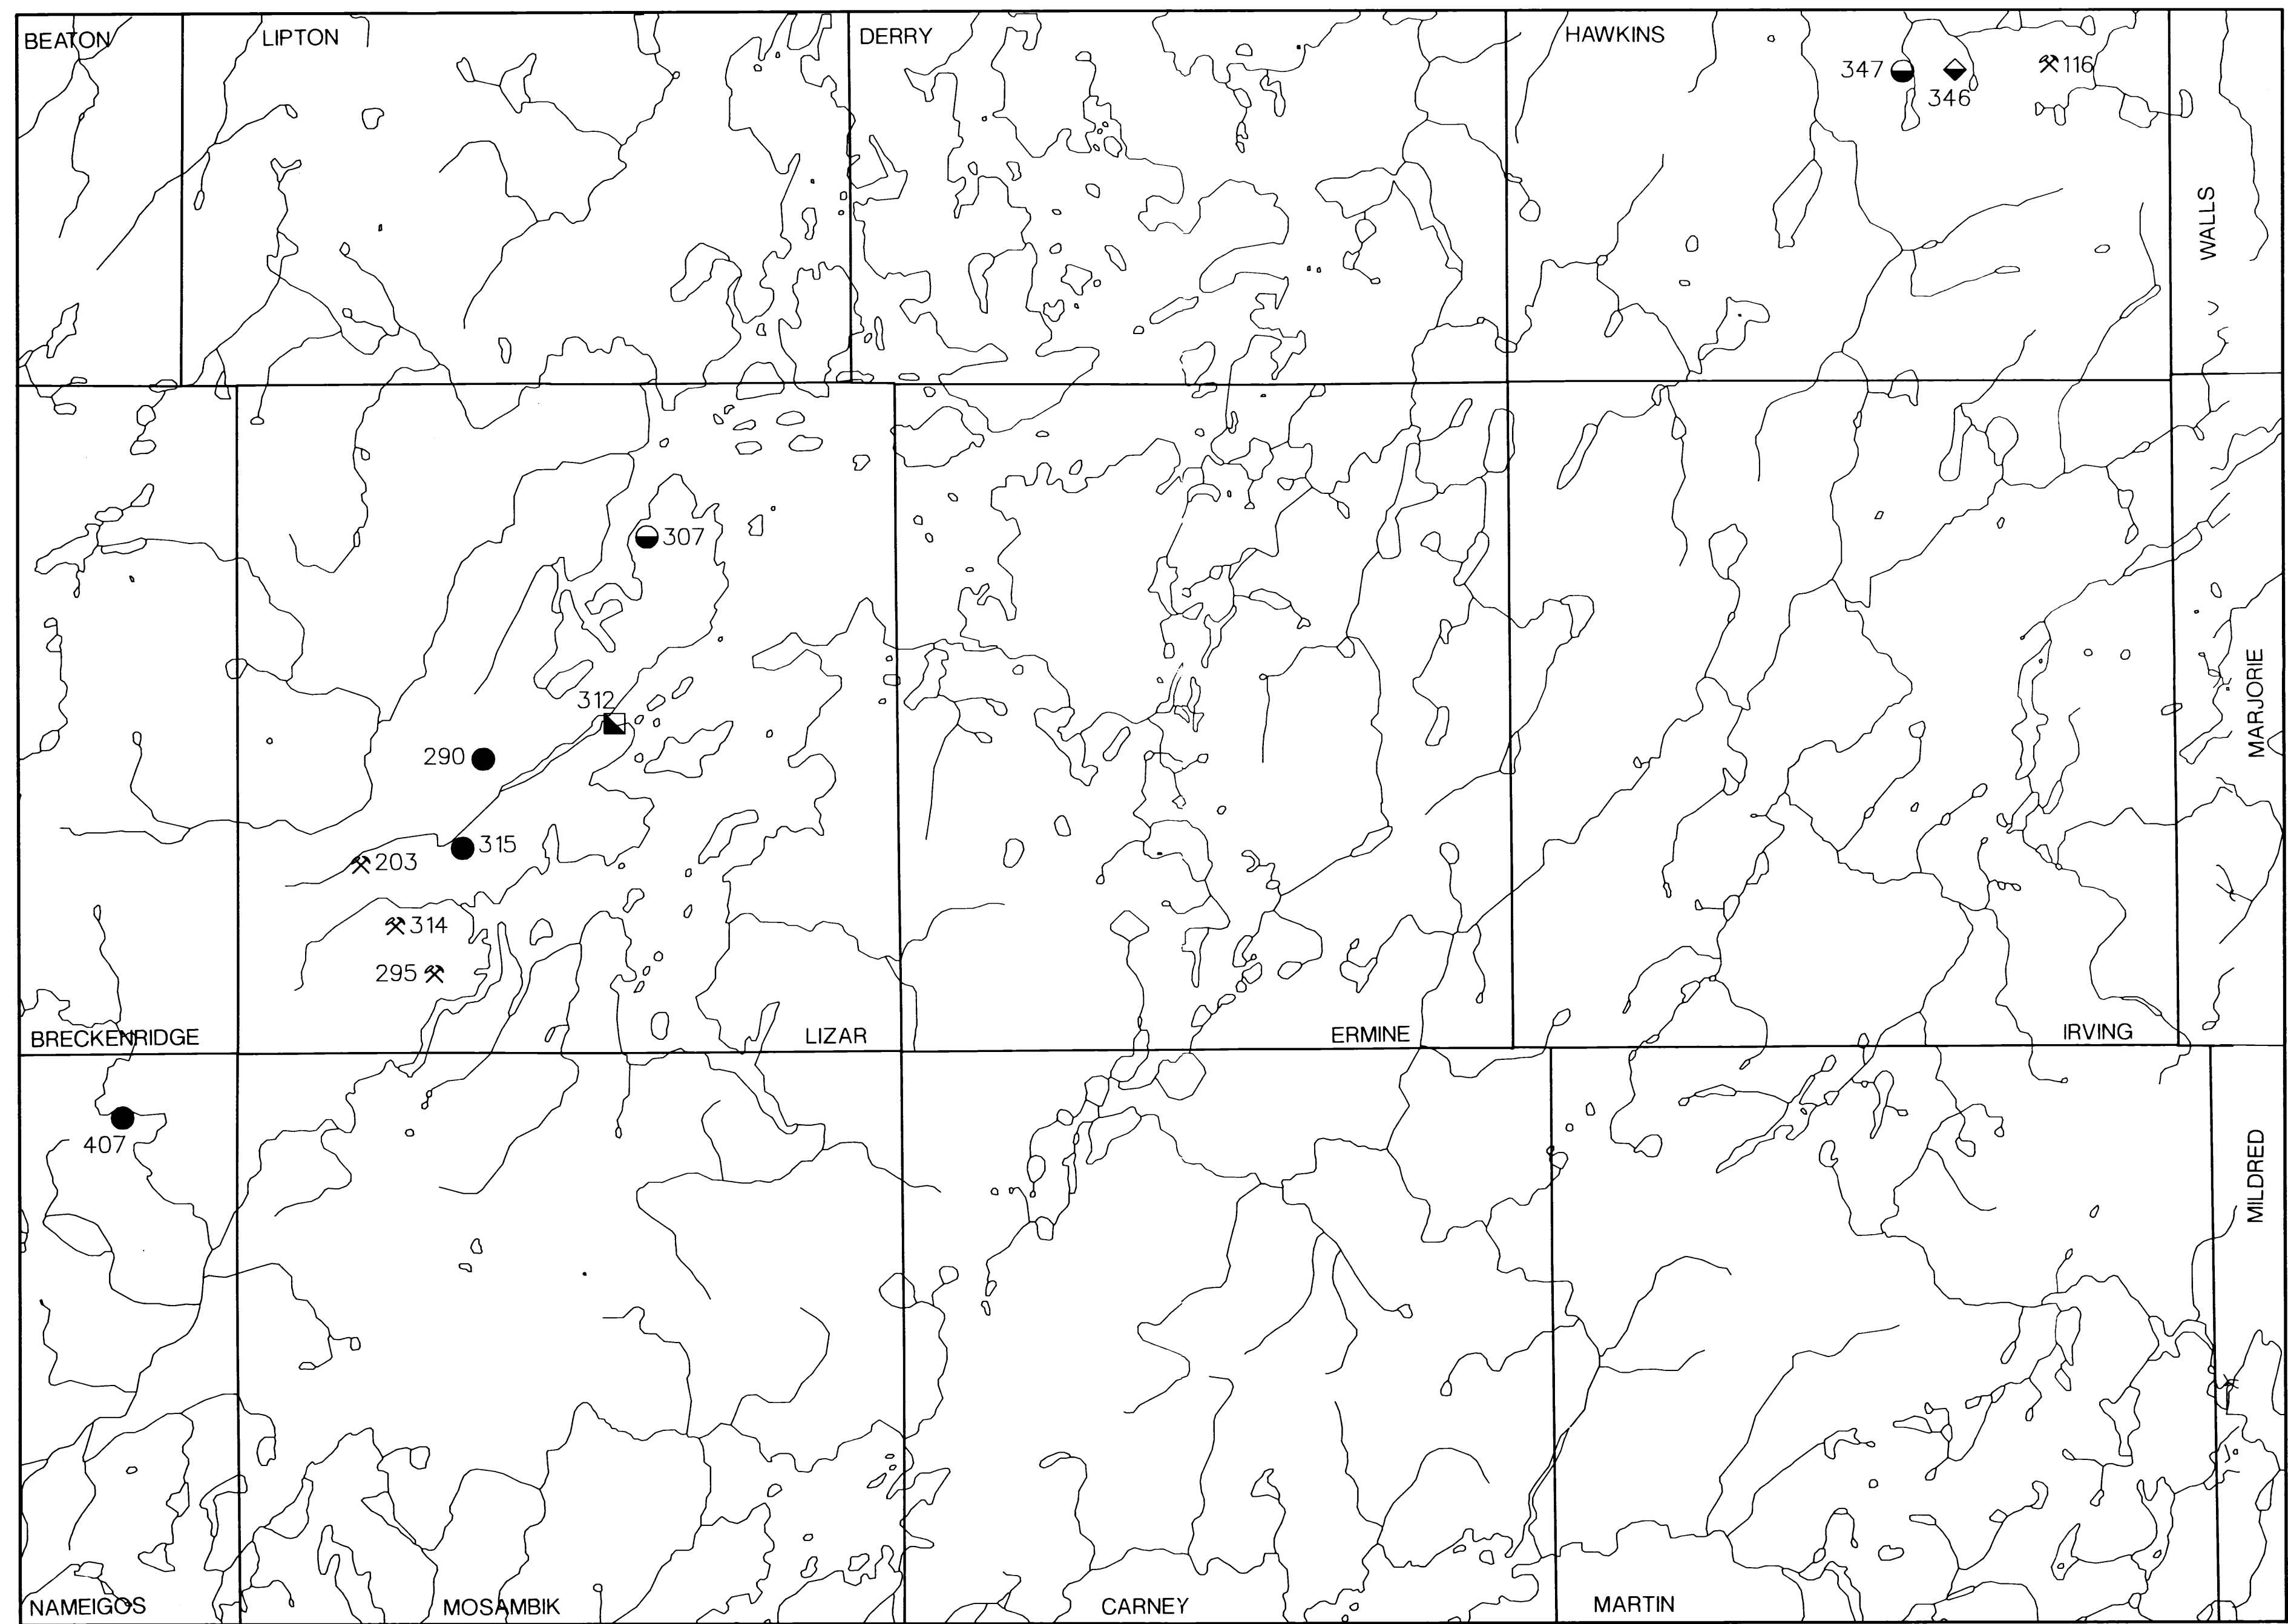 BEATON
LIPTON
DERRY
HAWKINS
347
346
116
WALLS
307
312
290
315
203
314
295
MARJORIE
BRECKENRIDGE
LIZAR
ERMINE
IRVING
407
MILDRED
NAMEIGOS
MOSAMBIK
CARNEY
MARTIN